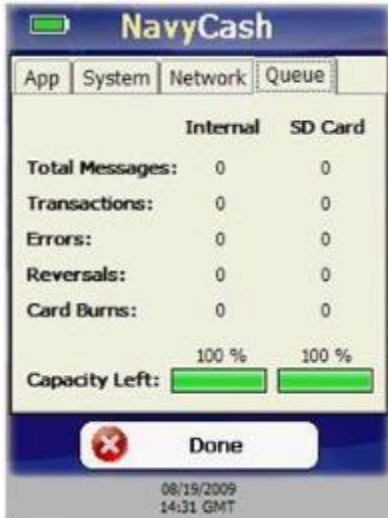 NavyCash
App System Network Queue
Internal SD Card
Total Messages: 0 0
Transactions: 0 0
Errors: 0 0
Reversals: 0 0
Card Burns: 0 0
100 % 100 %
Capacity Left:
Done
08/19/2009
14:31 GMT